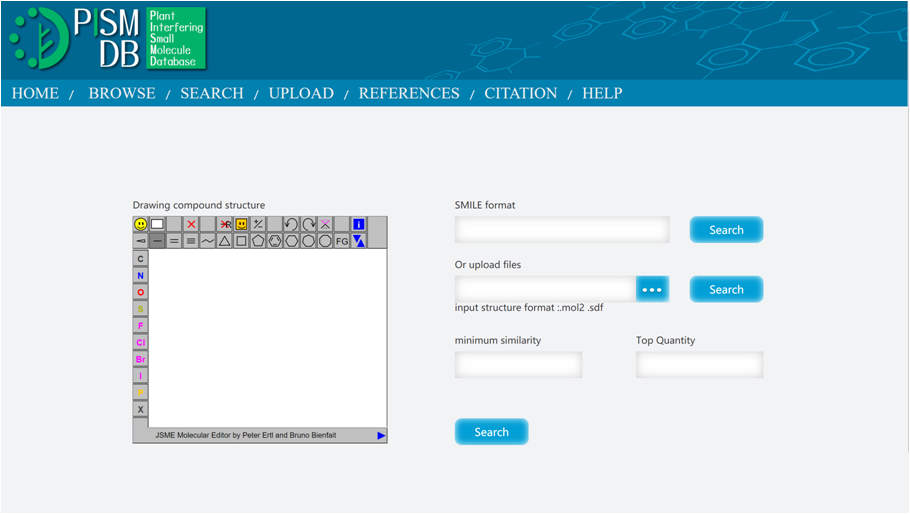 PISM
DB
Plant
Interfering
Small
Molecule
Database
HOME / BROWSE / SEARCH / UPLOAD / REFERENCES / CITATION / HELP
Drawing compound structure
R
+/-
i
FG
C
N
O
S
F
Cl
Br
I
X
JSME Molecular Editor by Peter Ertl and Bruno Bienfait
SMILE format
Search
Or upload files
...
Search
input structure format :.mol2 .sdf
minimum similarity Top Quantity
Search